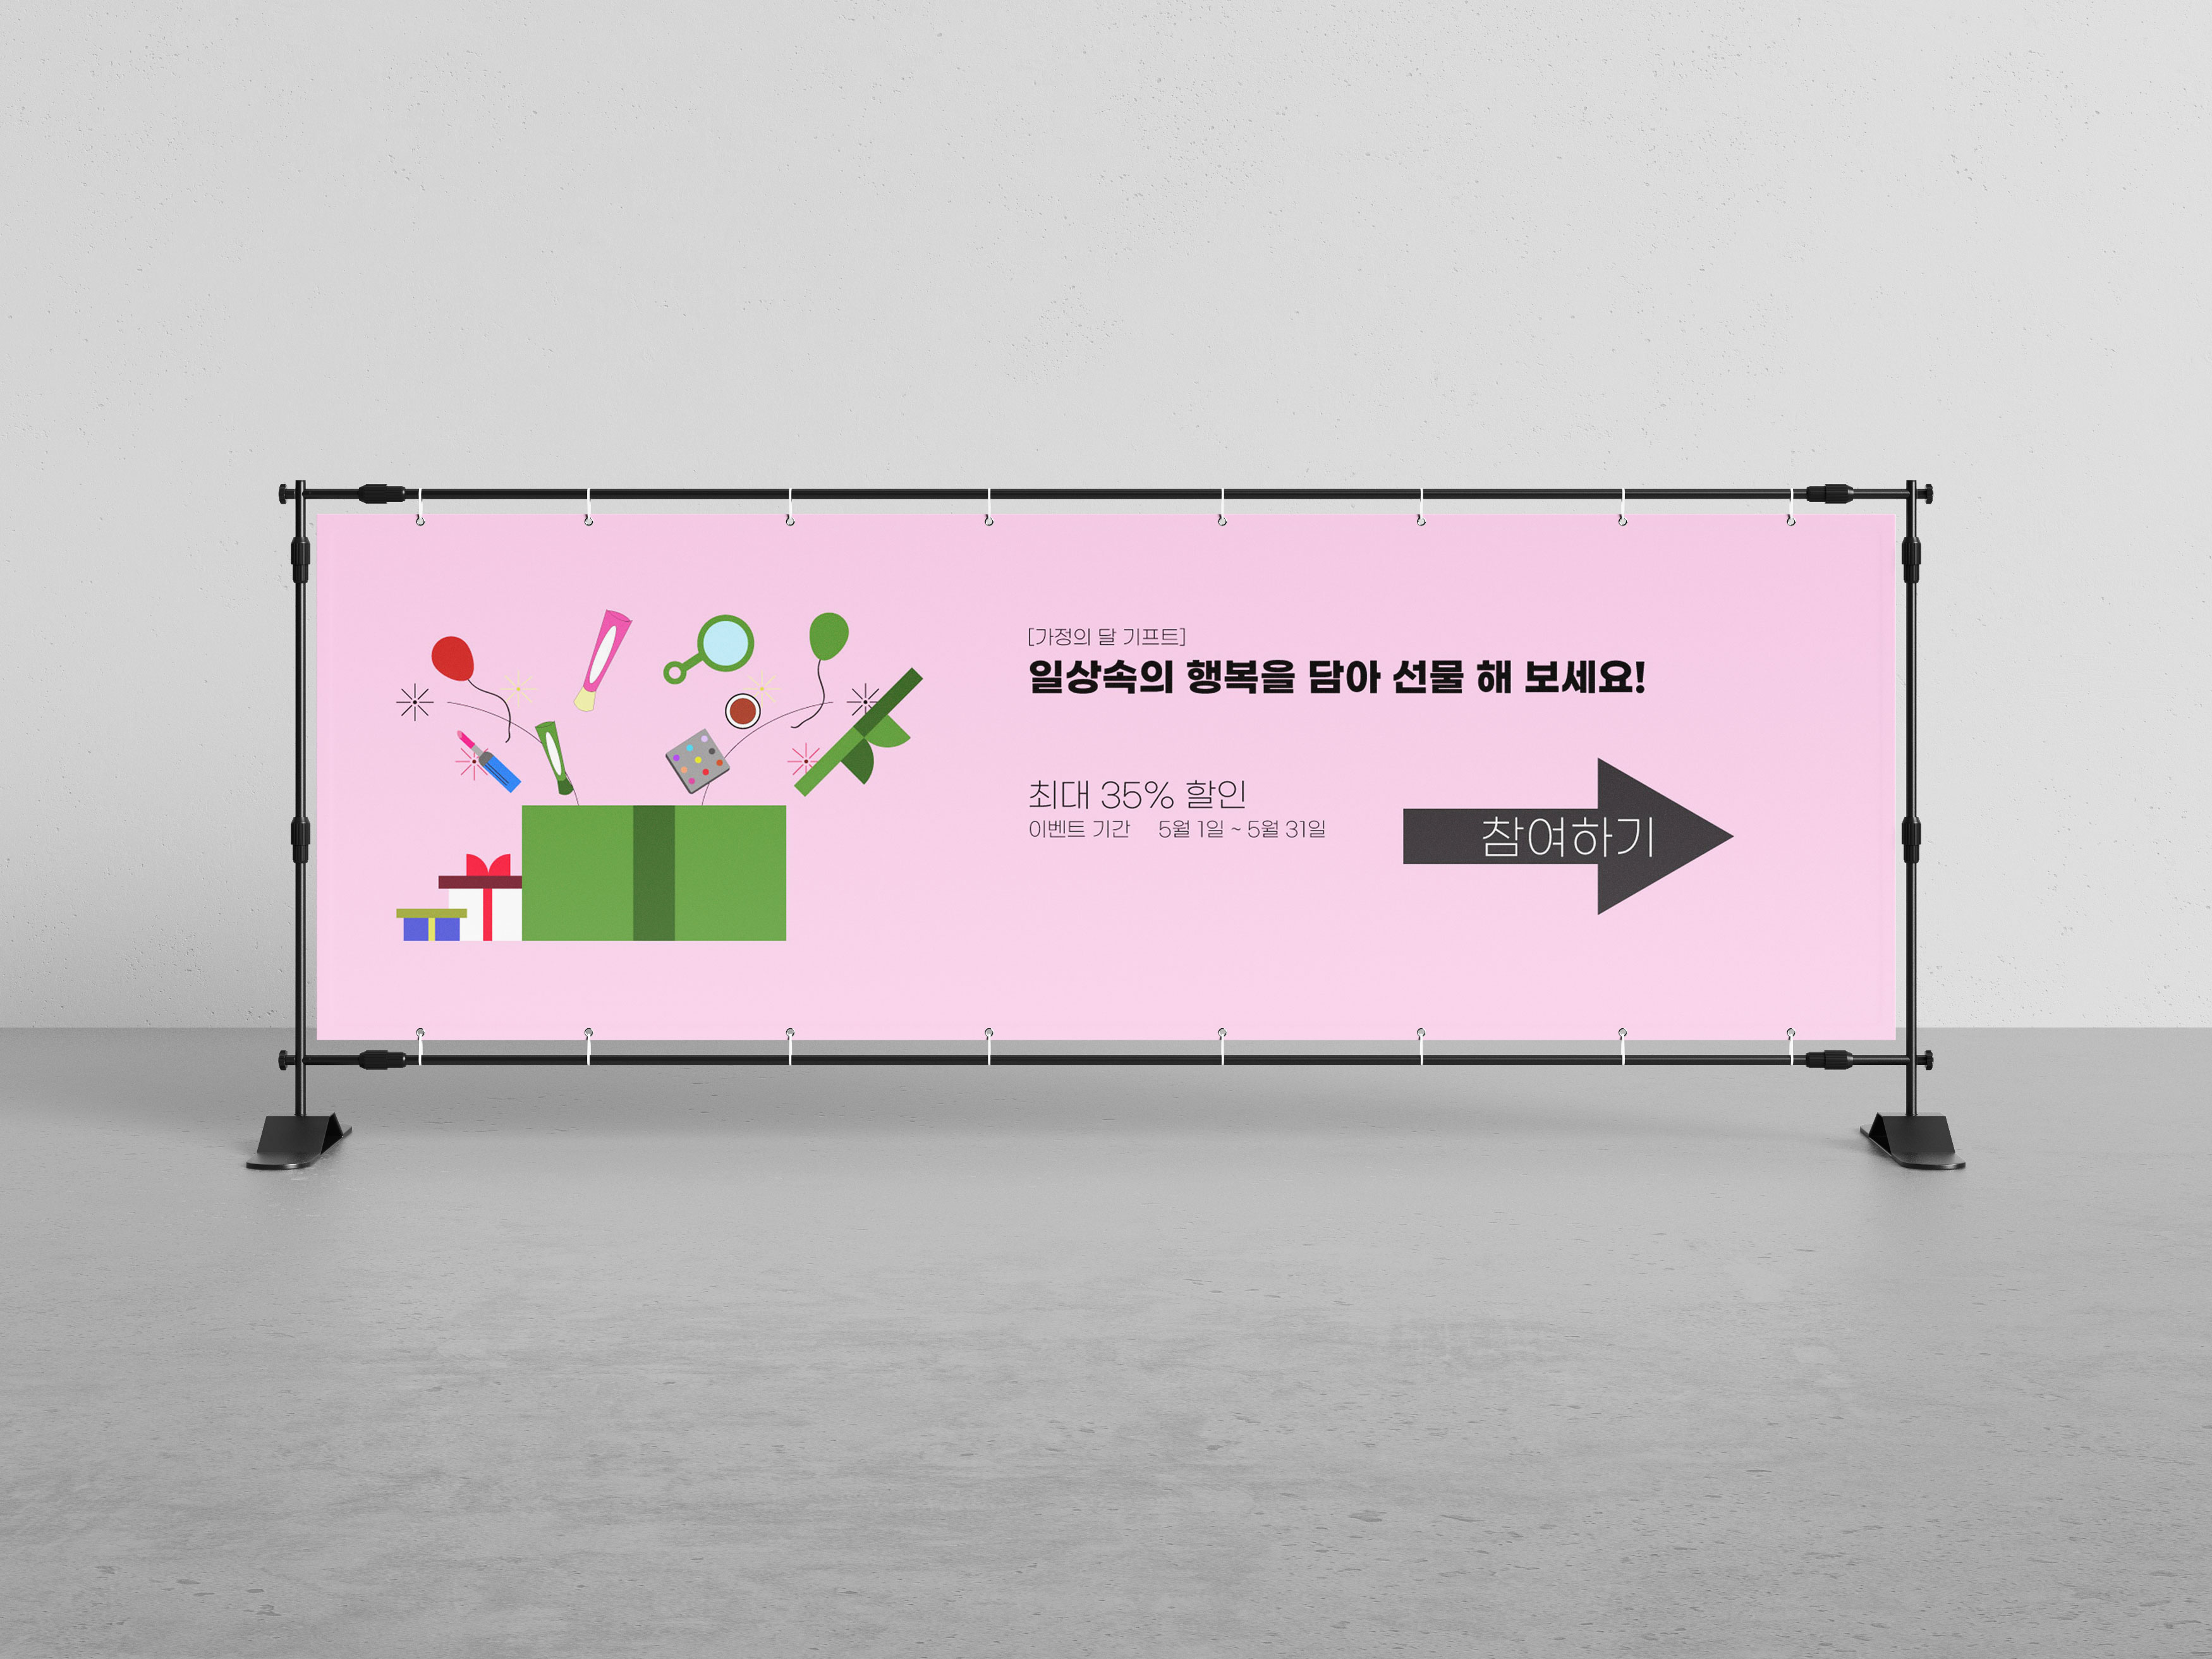 [가정의 달 기프트]
일상속의 행복을 담아 선물 해 보세요!
최대 35% 할인
이벤트 기간 5월 1일 ~ 5월 31일
참여하기